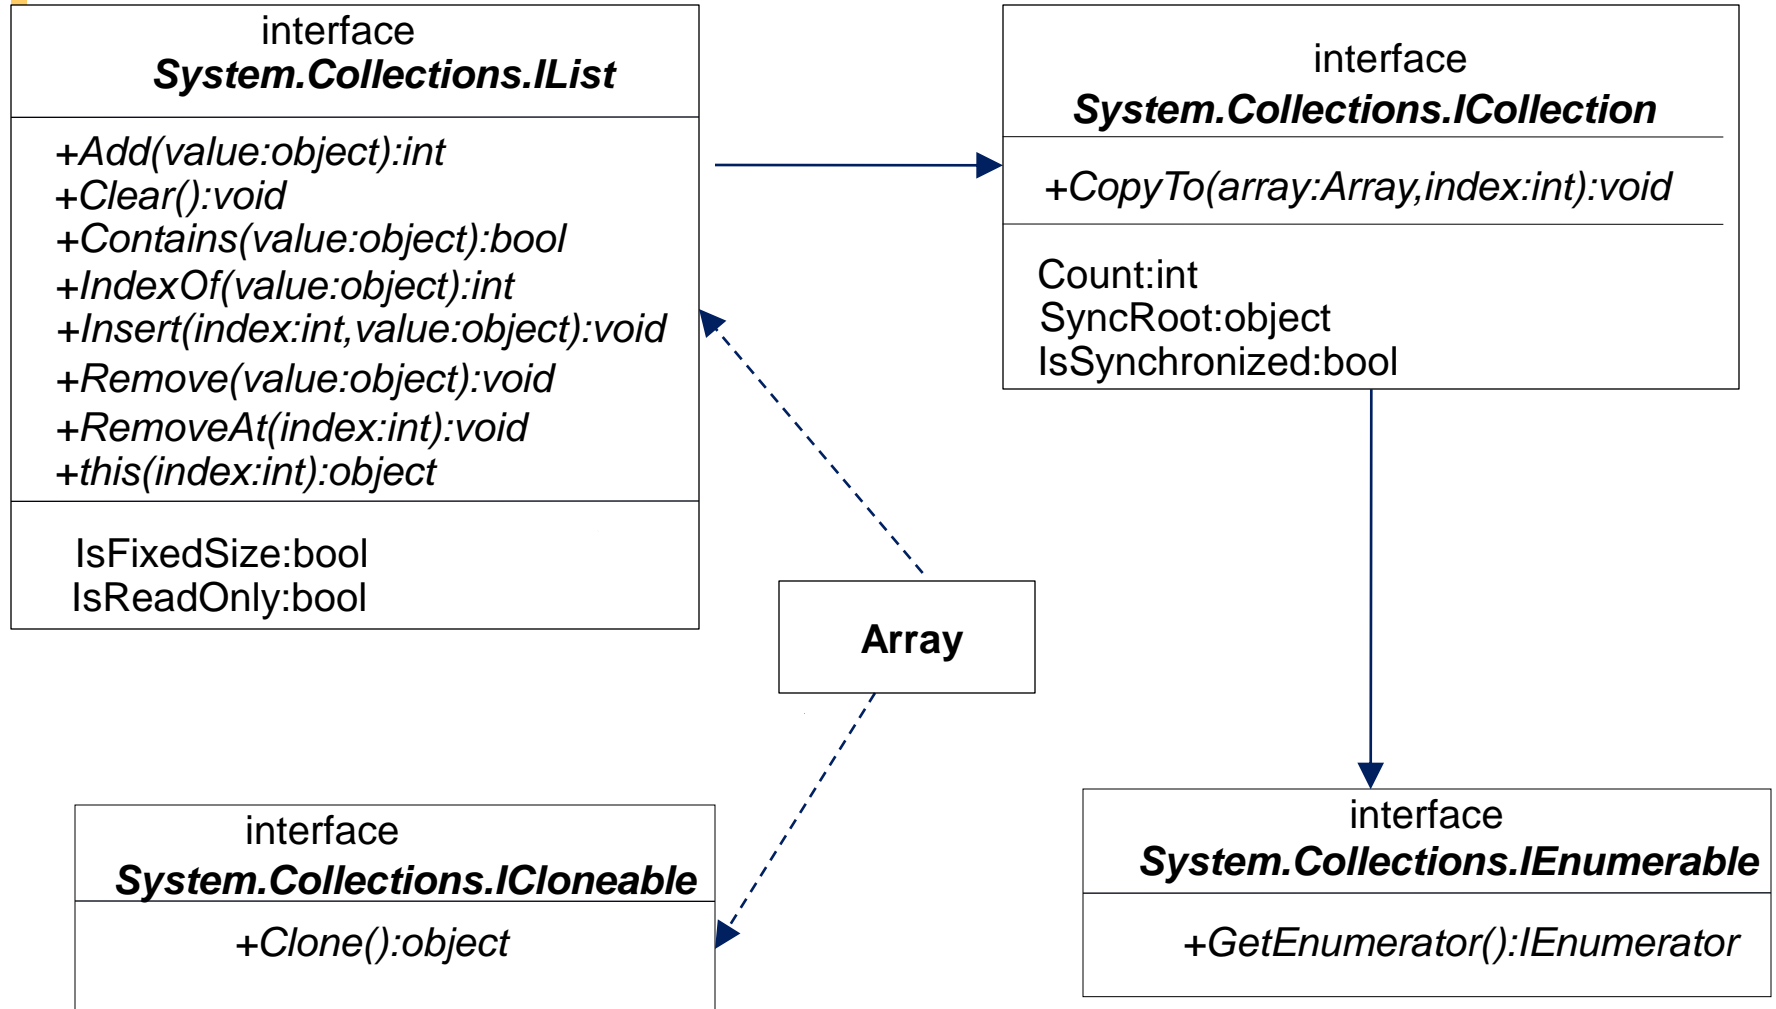 interface
System.Collections.IList
+Add(value:object):int
+Clear():void
+Contains(value:object):bool
+IndexOf(value:object):int
+Insert(index:int,value:object):void
+Remove(value:object):void
+RemoveAt(index:int):void
+this(index:int):object
IsFixedSize:bool
IsReadOnly:bool
interface
System.Collections.ICollection
+CopyTo(array:Array,index:int):void
Count:int
SyncRoot:object
IsSynchronized:bool
Array
interface
System.Collections.ICloneable
+Clone():object
interface
System.Collections.IEnumerable
+GetEnumerator():IEnumerator